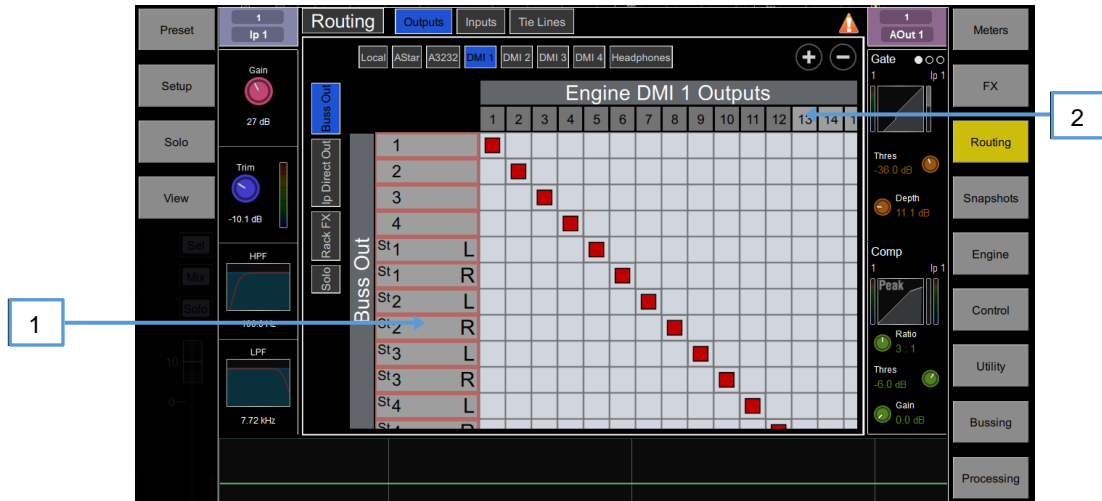 Preset
Setup
Solo
View
Sel
Mix
Solo
10
0
1
Ip 1
Gain
27 dB
Trim
-10.1 dB
HPF
LPF
7.72 kHz
Routing
Outputs
Inputs
Tie Lines
Local
AStar
A3232
DMI 1
DMI 2
DMI 3
DMI 4
Headphones
+
−
Buss Out
Ip Direct Out
Rack FX
Solo
Engine DMI 1 Outputs
1 2 3 4 5 6 7 8 9 10 11 12 13 14
Buss Out
1
2
3
4
St1 L
St1 R
St2 L
St2 R
St3 L
St3 R
St4 L
1
AOut 1
Gate
1 Ip 1
Thres
-36.0 dB
Depth
11.1 dB
Comp
1 Ip 1
Peak
Ratio
3 : 1
Thres
-6.0 dB
Gain
0.0 dB
Meters
FX
Routing
Snapshots
Engine
Control
Utility
Bussing
Processing
1
2